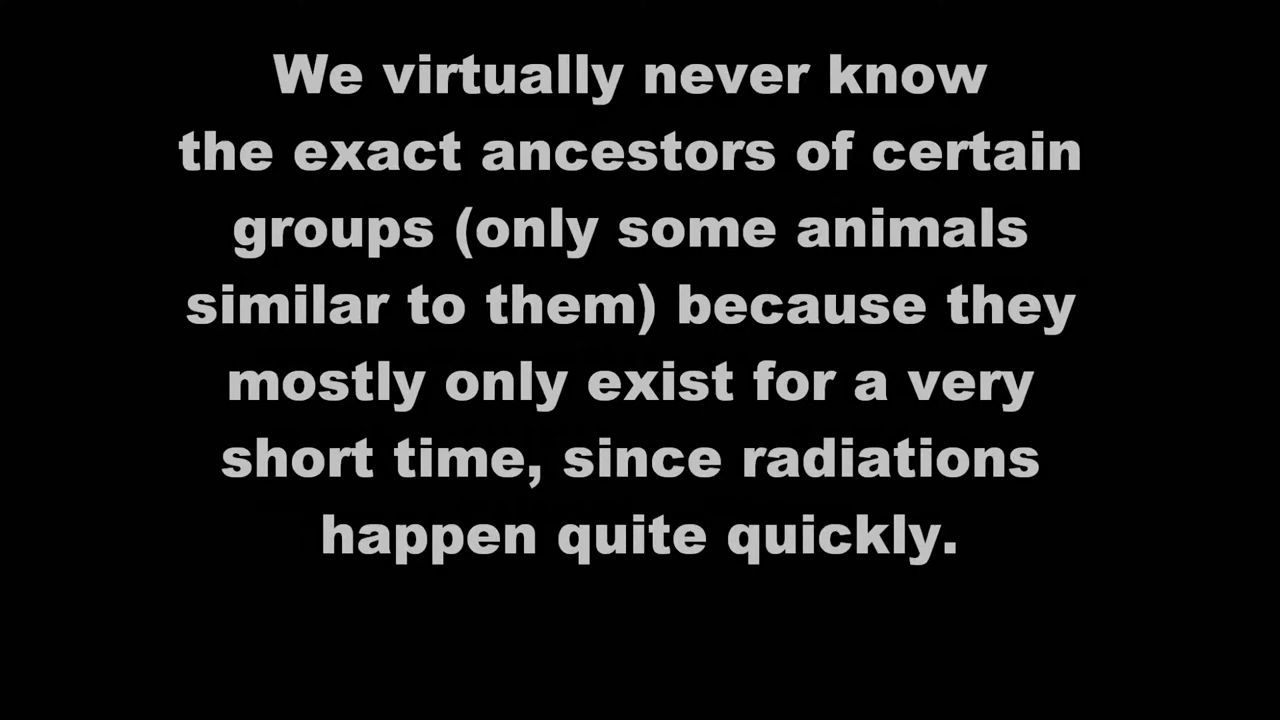 We virtually never know
the exact ancestors of certain
groups (only some animals
similar to them) because they
mostly only exist for a very
short time, since radiations
happen quite quickly.